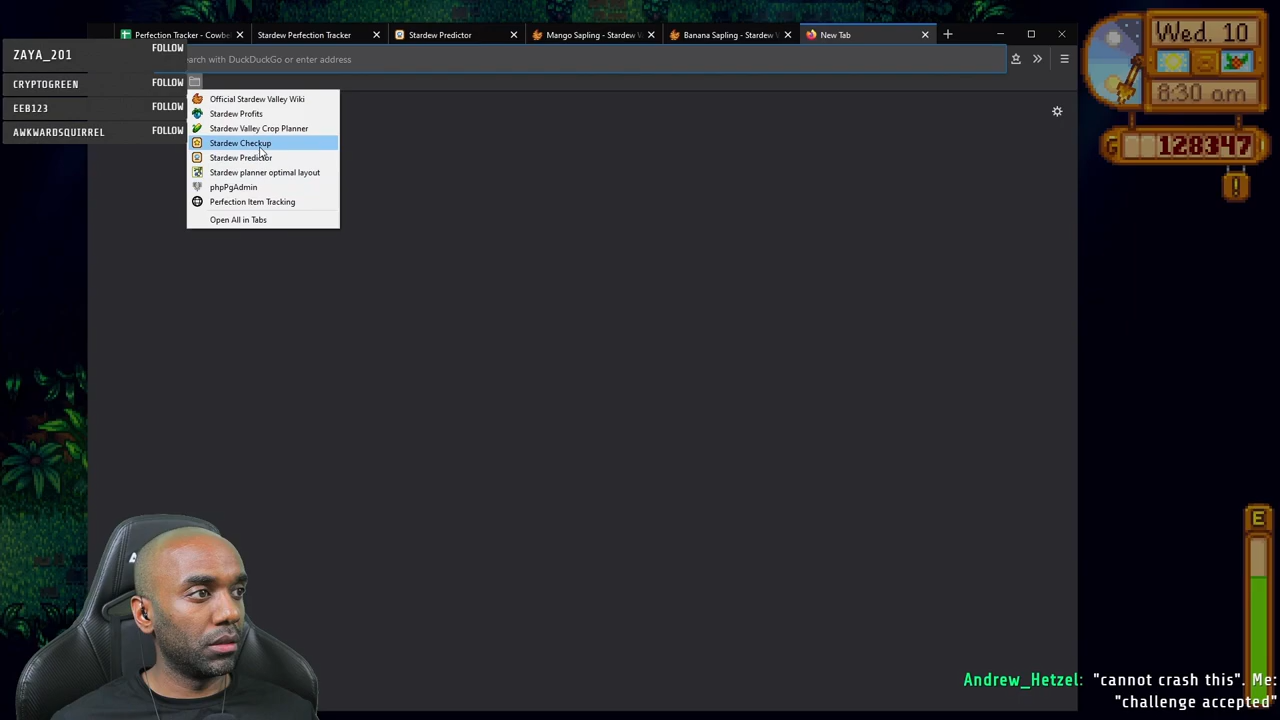 Perfection Tracker - Cowbe
Stardew Perfection Tracker
Stardew Predictor
Mango Sapling - Stardew V
Banana Sapling - Stardew V
New Tab
earch with DuckDuckGo or enter address
ZAYA_201 FOLLOW
CRYPTOGREEN FOLLOW
EEB123 FOLLOW
AWKWARDSQUIRREL FOLLOW
Official Stardew Valley Wiki
Stardew Profits
Stardew Valley Crop Planner
Stardew Checkup
Stardew Predictor
Stardew planner optimal layout
phpPgAdmin
Perfection Item Tracking
Open All in Tabs
Wed. 10
8:30 am
G 128347
!
E
Andrew_Hetzel: "cannot crash this". Me:
"challenge accepted"